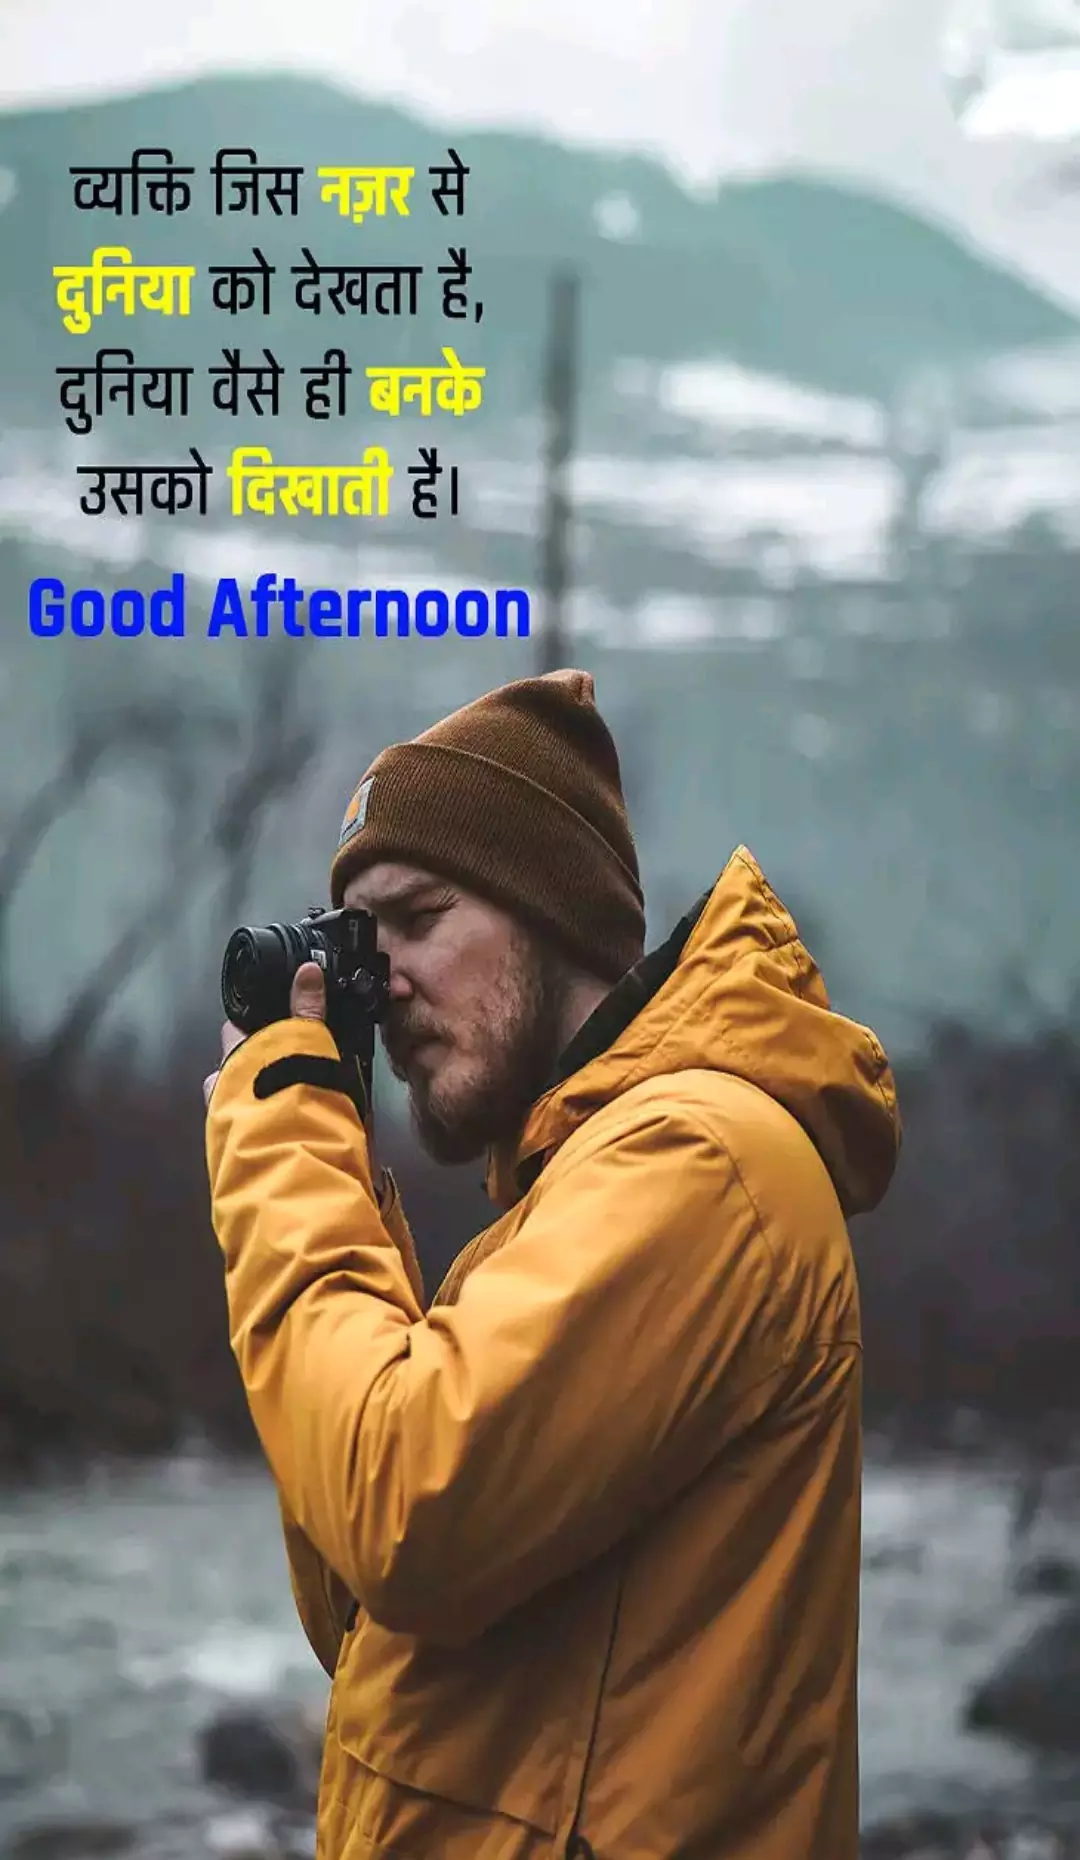 व्यक्ति जिस नज़र से
दुनिया को देखता है,
दुनिया वैसे ही बनके
उसको दिखाती है।
Good Afternoon